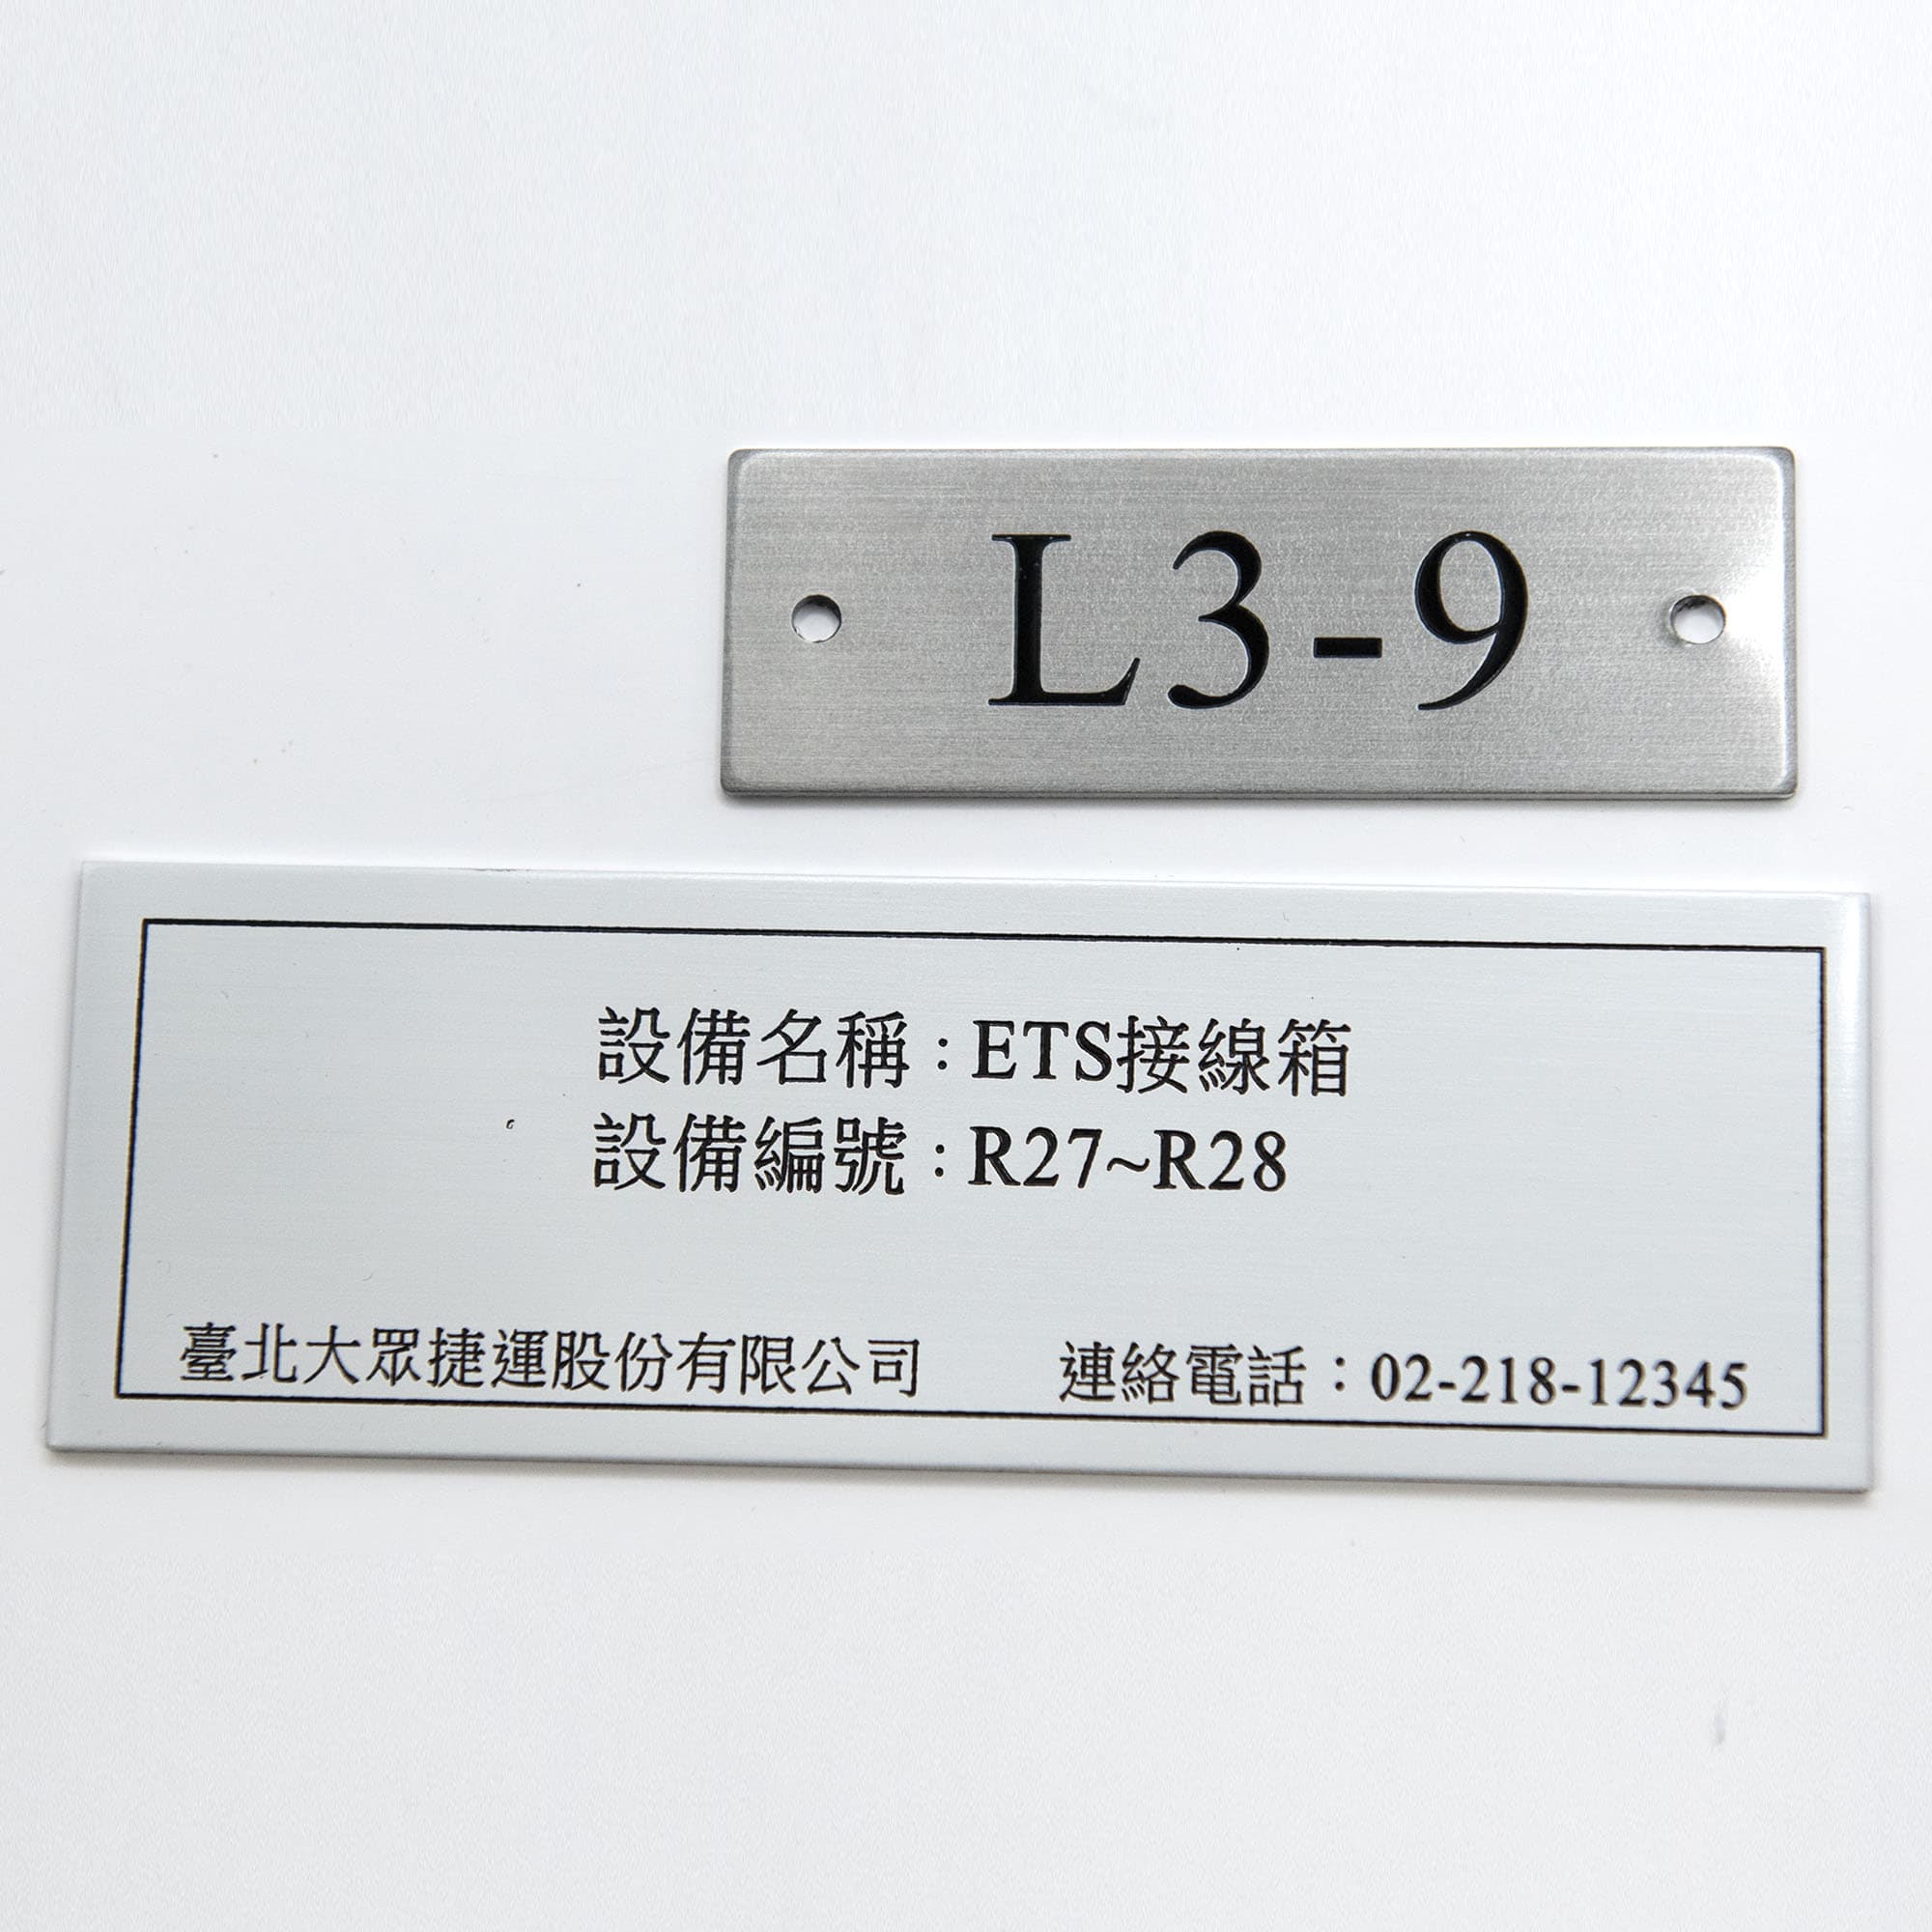 L3-9
設備名稱:ETS接線箱
設備編號:R27~R28
臺北大眾捷運股份有限公司 連絡電話：02-218-12345